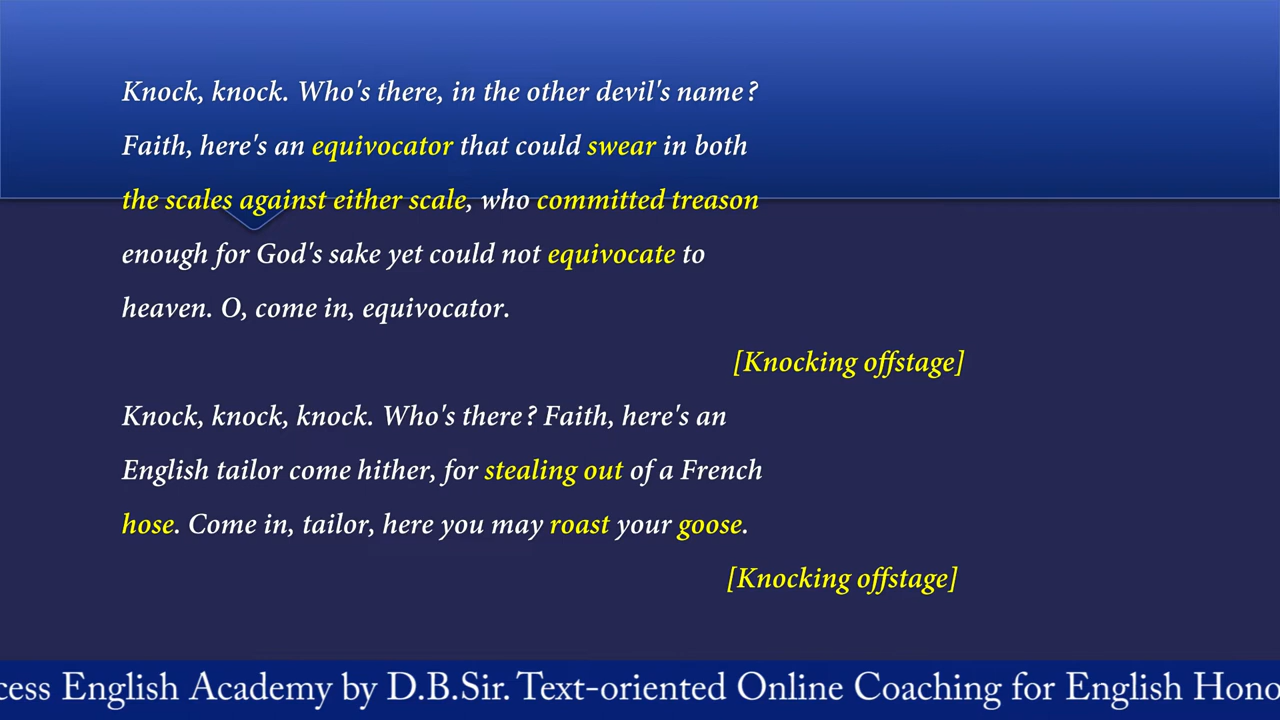 Knock, knock. Who's there, in the other devil's name?
Faith, here's an equivocator that could swear in both
the scales against either scale, who committed treason
enough for God's sake yet could not equivocate to
heaven. O, come in, equivocator.
[Knocking offstage]
Knock, knock, knock. Who's there? Faith, here's an
English tailor come hither, for stealing out of a French
hose. Come in, tailor, here you may roast your goose.
[Knocking offstage]
cess English Academy by D.B.Sir. Text-oriented Online Coaching for English Hono